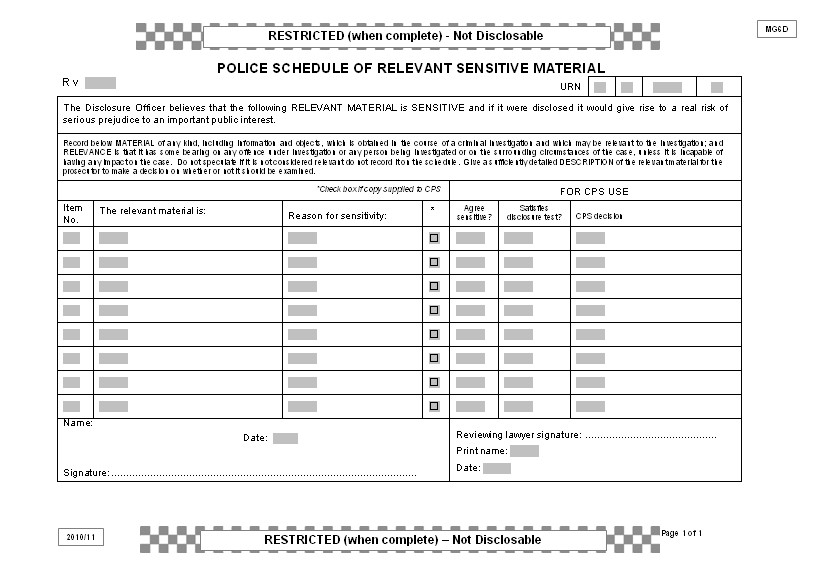 RESTRICTED (when complete) - Not Disclosable
MG6D
POLICE SCHEDULE OF RELEVANT SENSITIVE MATERIAL
R v
URN
The Disclosure Officer believes that the following RELEVANT MATERIAL is SENSITIVE and if it were disclosed it would give rise to a real risk of
serious prejudice to an important public interest.
Record below MATERIAL of any kind, including information and objects, which is obtained in the course of a criminal investigation and which may be relevant to the investigation; and
RELEVANCE is that it has some bearing on any offence under investigation or any person being investigated or on the surrounding circumstances of the case, unless it is incapable of
having any impact on the case. Do not speculate if it is not considered relevant do not record it on the schedule. Give a sufficiently detailed DESCRIPTION of the relevant material for the
prosecutor to make a decision on whether or not it should be examined.
*Check box if copy supplied to CPS
FOR CPS USE
Item No.
The relevant material is:
Reason for sensitivity:
*
Agree sensitive?
Satisfies disclosure test?
CPS decision
Name:
Date:
Signature:
Reviewing lawyer signature:
Print name:
Date:
2010/11
RESTRICTED (when complete) – Not Disclosable
Page 1 of 1